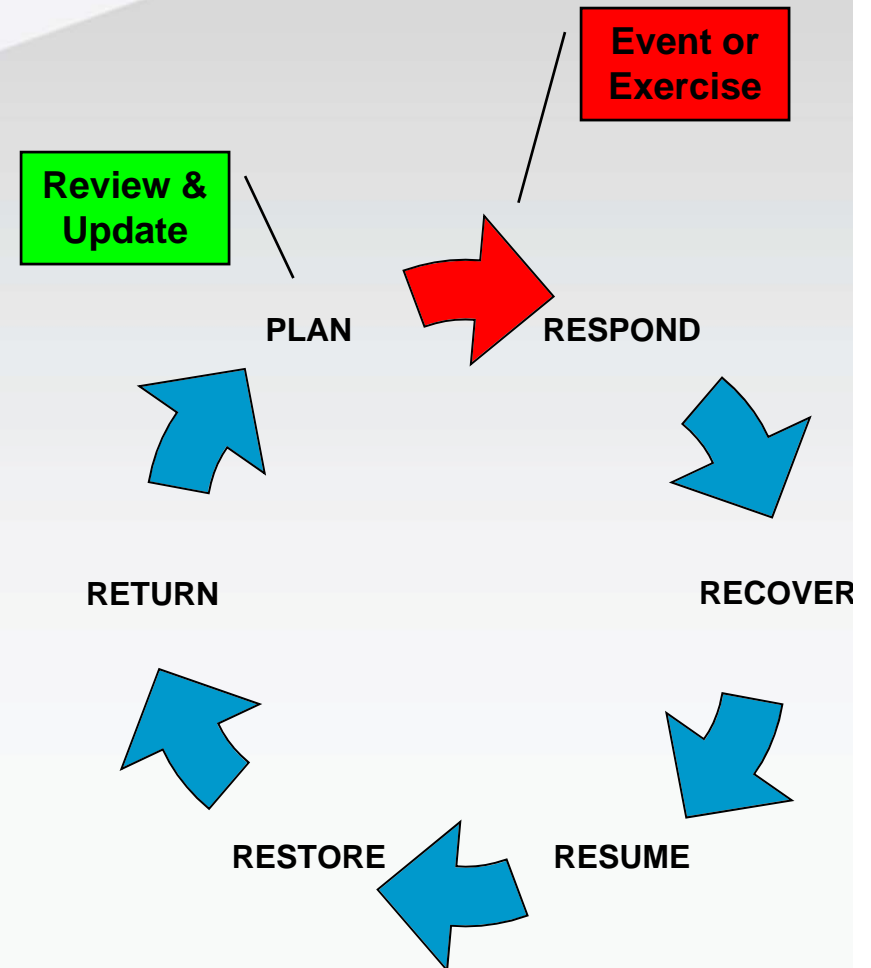 Event or
Exercise
Review &
Update
PLAN
RESPOND
RETURN
RECOVER
RESTORE
RESUME